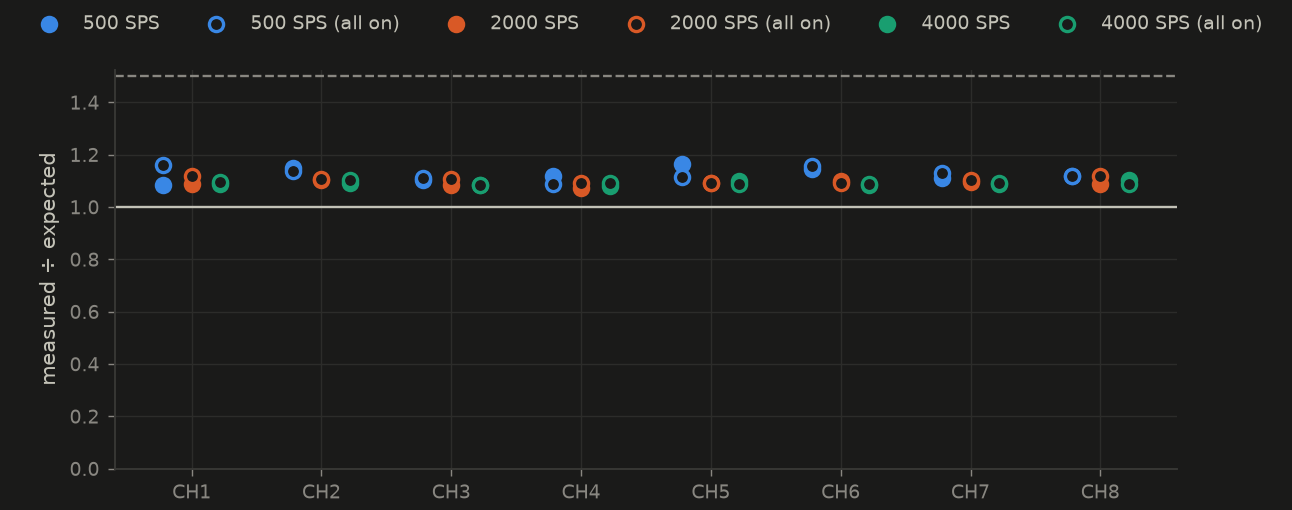 500 SPS 500 SPS (all on) 2000 SPS 2000 SPS (all on) 4000 SPS 4000 SPS (all on)
measured ÷ expected
1.4
1.2
1.0
0.8
0.6
0.4
0.2
0.0
CH1 CH2 CH3 CH4 CH5 CH6 CH7 CH8